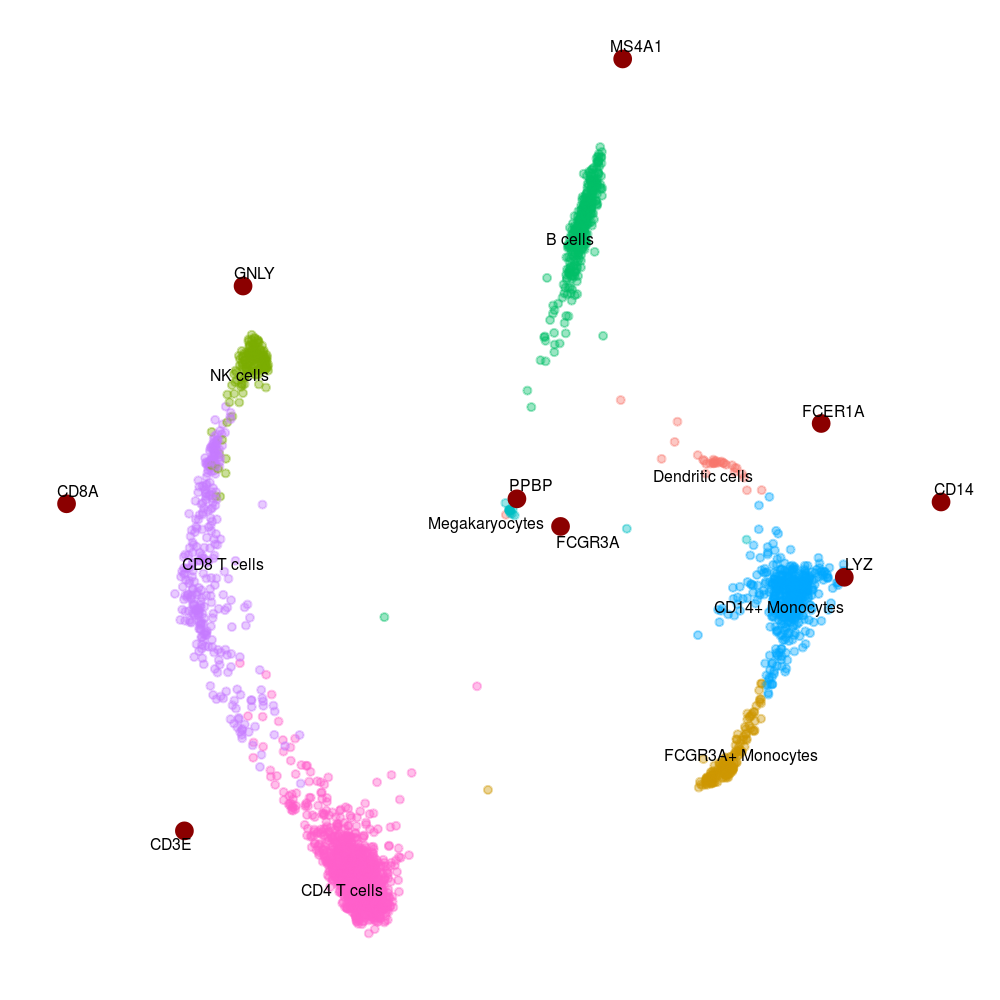 MS4A1
B cells
GNLY
NK cells
FCER1A
Dendritic cells
PPBP
CD8A
CD14
Megakaryocytes
FCGR3A
CD8 T cells
LYZ
CD14+ Monocytes
FCGR3A+ Monocytes
CD3E
CD4 T cells